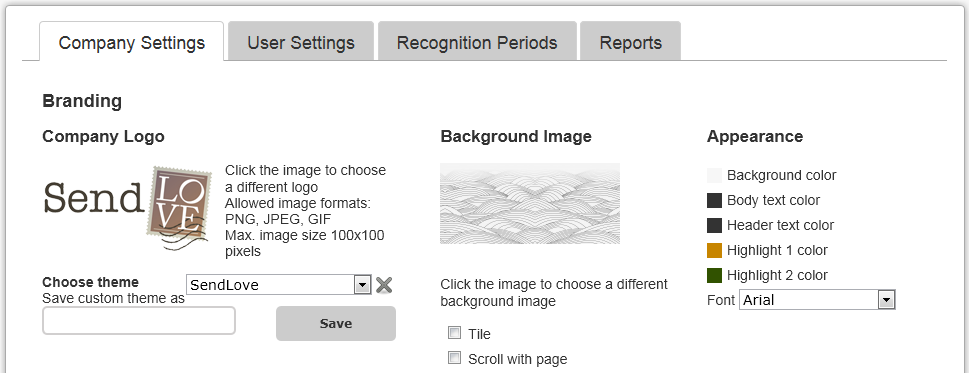 Company Settings
User Settings
Recognition Periods
Reports
Branding
Company Logo
Send LO
VE
Click the image to choose
a different logo
Allowed image formats:
PNG, JPEG, GIF
Max. image size 100x100
pixels
Choose theme
SendLove
Save custom theme as
Save
Background Image
Click the image to choose a different
background image
Tile
Scroll with page
Appearance
Background color
Body text color
Header text color
Highlight 1 color
Highlight 2 color
Font Arial